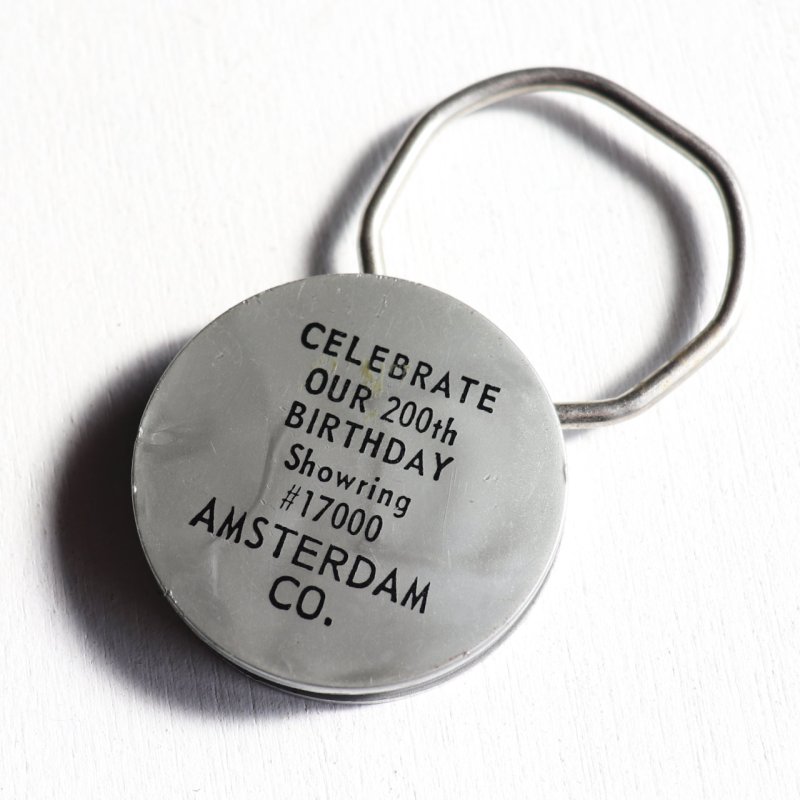 CELEBRATE
OUR 200th
BIRTHDAY
Showring
#17000
AMSTERDAM
CO.